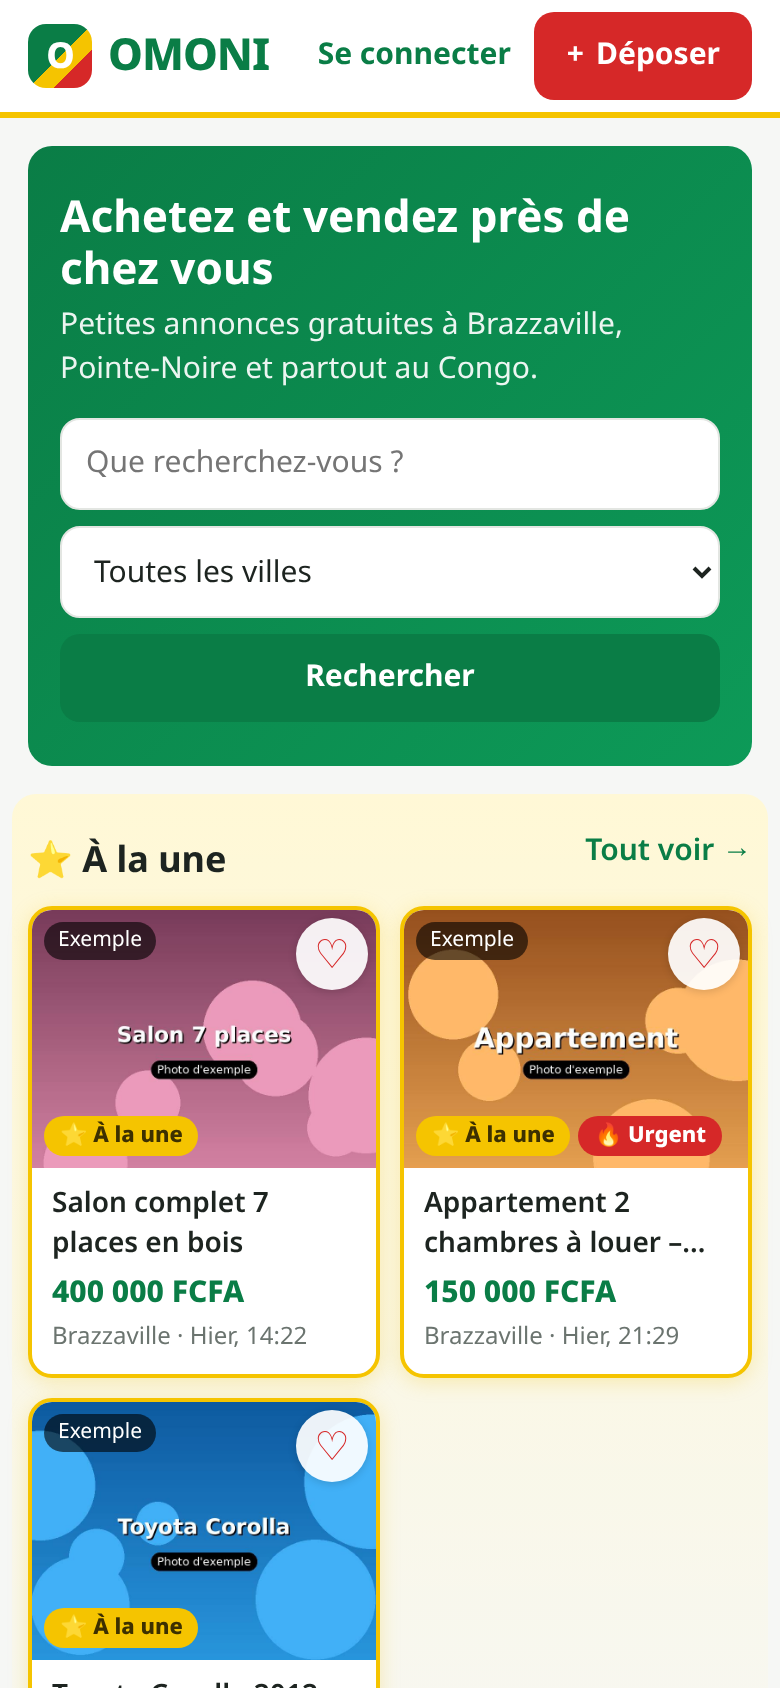 O OMONI
Se connecter
+ Déposer
Achetez et vendez près de
chez vous
Petites annonces gratuites à Brazzaville,
Pointe-Noire et partout au Congo.
Que recherchez-vous ?
Toutes les villes
Rechercher
⭐ À la une
Tout voir →
Exemple
Salon 7 places
Photo d'exemple
⭐ À la une
Salon complet 7
places en bois
400 000 FCFA
Brazzaville · Hier, 14:22
Exemple
Appartement
Photo d'exemple
⭐ À la une
🔥 Urgent
Appartement 2
chambres à louer –...
150 000 FCFA
Brazzaville · Hier, 21:29
Exemple
Toyota Corolla
Photo d'exemple
⭐ À la une